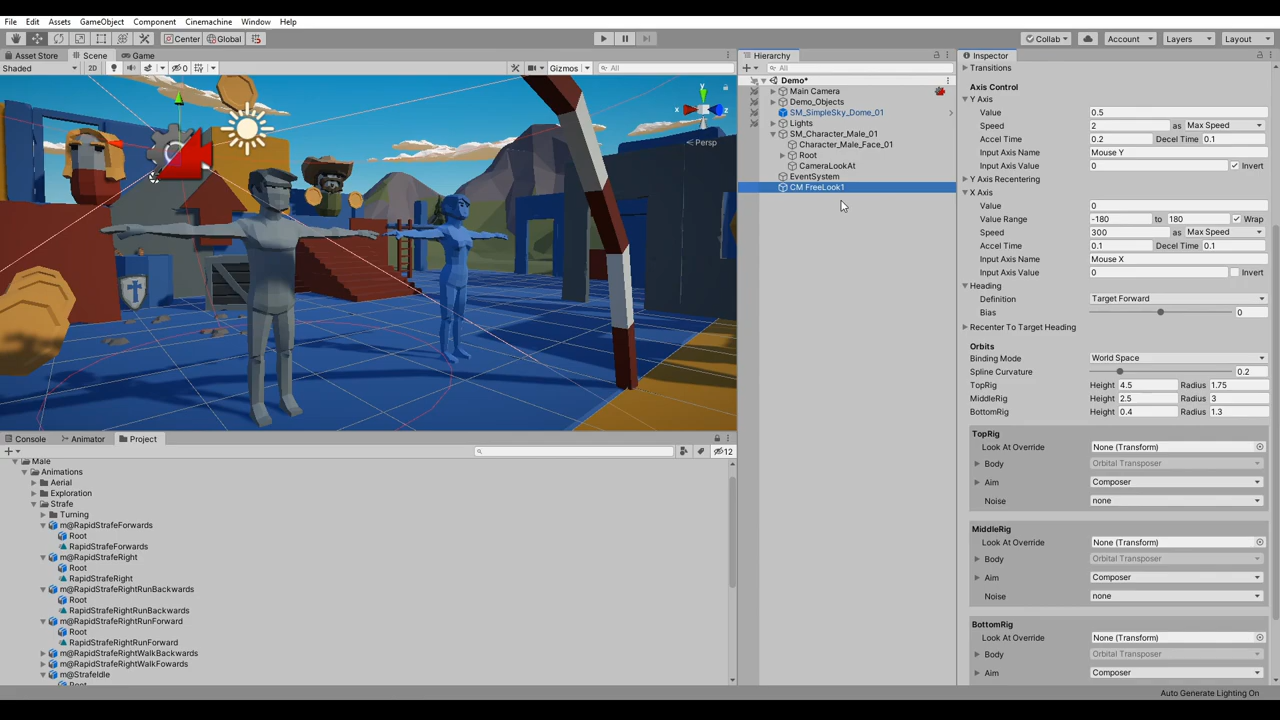 File Edit Assets GameObject Component Cinemachine Window Help
Center Global Collab Account Layers Layout
Asset Store Scene Game
Shaded 2D 0 Gizmos All
Persp
Hierarchy
All
Demo*
Main Camera
Demo_Objects
SM_SimpleSky_Dome_01
Lights
SM_Character_Male_01
Character_Male_Face_01
Root
CameraLookAt
EventSystem
CM FreeLook1
Inspector
Transitions
Axis Control
Y Axis
Value 0.5
Speed 2 as Max Speed
Accel Time 0.2 Decel Time 0.1
Input Axis Name Mouse Y
Input Axis Value 0 Invert
Y Axis Recentering
X Axis
Value 0
Value Range -180 to 180 Wrap
Speed 300 as Max Speed
Accel Time 0.1 Decel Time 0.1
Input Axis Name Mouse X
Input Axis Value 0 Invert
Heading
Definition Target Forward
Bias 0
Recenter To Target Heading
Orbits
Binding Mode World Space
Spline Curvature 0.2
TopRig Height 4.5 Radius 1.75
MiddleRig Height 2.5 Radius 3
BottomRig Height 0.4 Radius 1.3
TopRig
Look At Override None (Transform)
Body Orbital Transposer
Aim Composer
Noise none
MiddleRig
Look At Override None (Transform)
Body Orbital Transposer
Aim Composer
Noise none
BottomRig
Look At Override None (Transform)
Body Orbital Transposer
Aim Composer
Console Animator Project
12
Male
Animations
Aerial
Exploration
Strafe
Turning
m@RapidStrafeForwards
Root
RapidStrafeForwards
m@RapidStrafeRight
Root
RapidStrafeRight
m@RapidStrafeRightRunBackwards
Root
RapidStrafeRightRunBackwards
m@RapidStrafeRightRunForward
Root
RapidStrafeRightRunForward
m@RapidStrafeRightWalkBackwards
m@RapidStrafeRightWalkFowards
m@StrafeIdle
Root
Auto Generate Lighting On